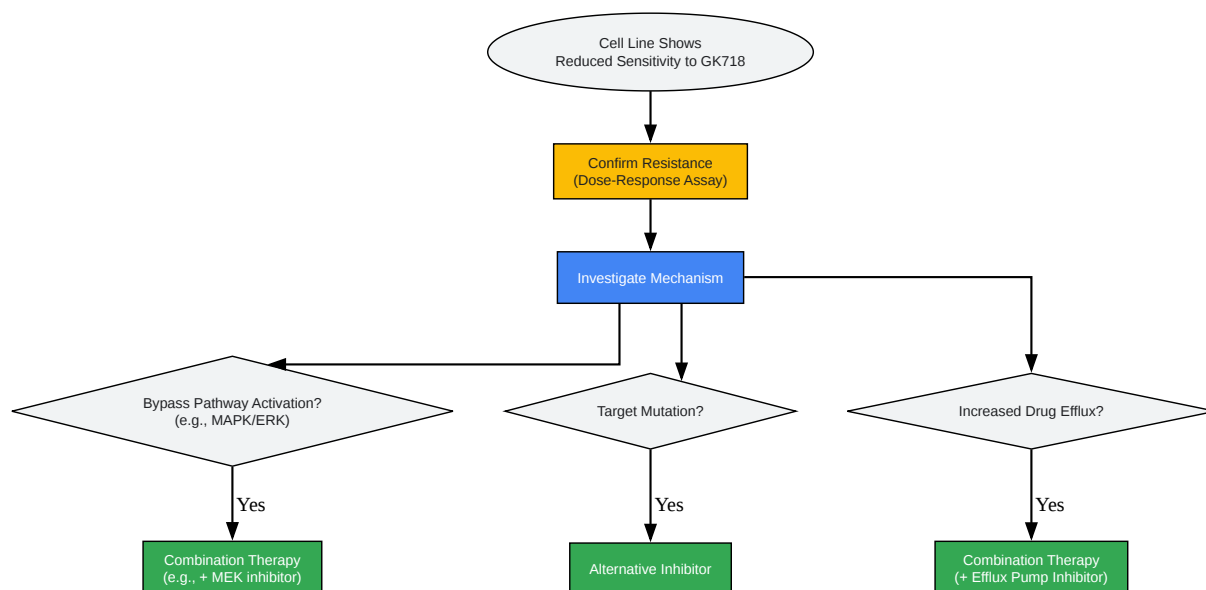 Cell Line Shows
Reduced Sensitivity to GK718
Confirm Resistance
(Dose-Response Assay)
Investigate Mechanism
Bypass Pathway Activation?
(e.g., MAPK/ERK)
Target Mutation?
Increased Drug Efflux?
Yes
Yes
Yes
Combination Therapy
(e.g., + MEK inhibitor)
Alternative Inhibitor
Combination Therapy
(+ Efflux Pump Inhibitor)